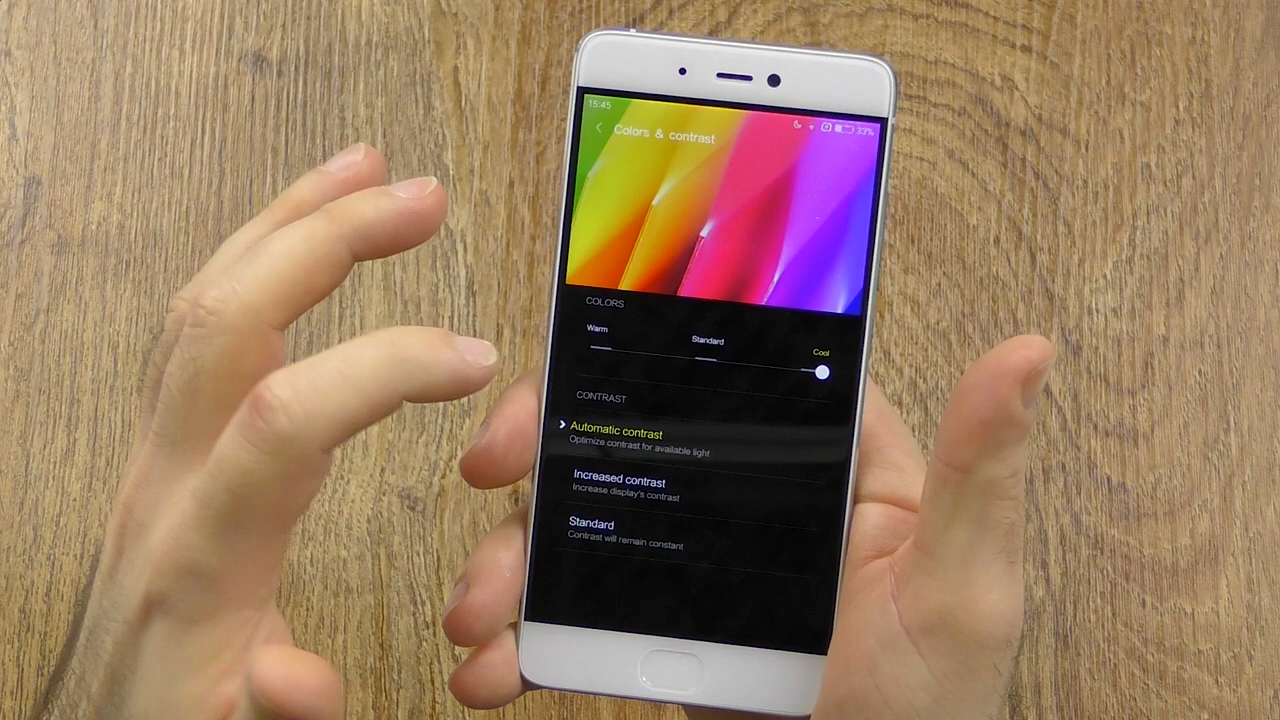 15:45
33%
Colors & contrast
COLORS
Warm
Standard
Cool
CONTRAST
Automatic contrast
Optimize contrast for available light
Increased contrast
Increase display's contrast
Standard
Contrast will remain constant